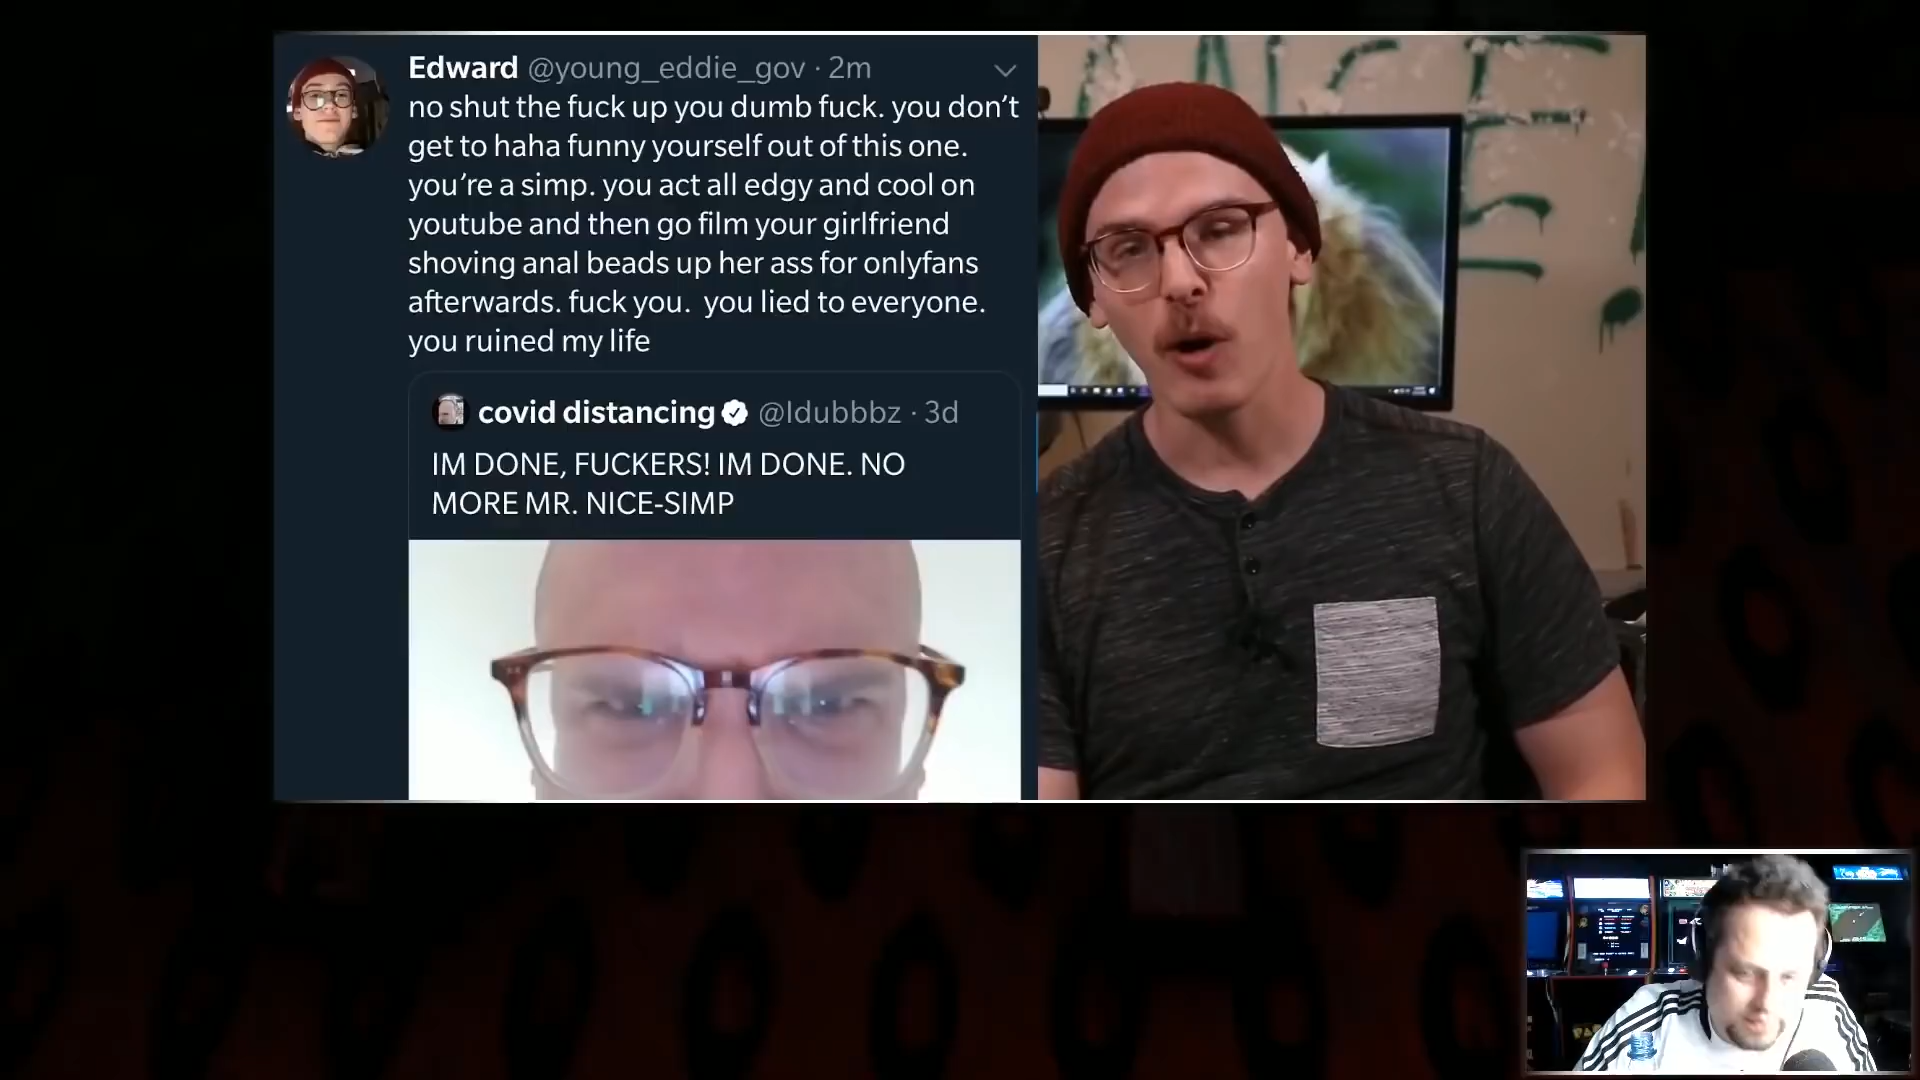 Edward @young_eddie_gov · 2m
no shut the fuck up you dumb fuck. you don’t
get to haha funny yourself out of this one.
you’re a simp. you act all edgy and cool on
youtube and then go film your girlfriend
shoving anal beads up her ass for onlyfans
afterwards. fuck you.  you lied to everyone.
you ruined my life
covid distancing @Idubbbz · 3d
IM DONE, FUCKERS! IM DONE. NO
MORE MR. NICE-SIMP